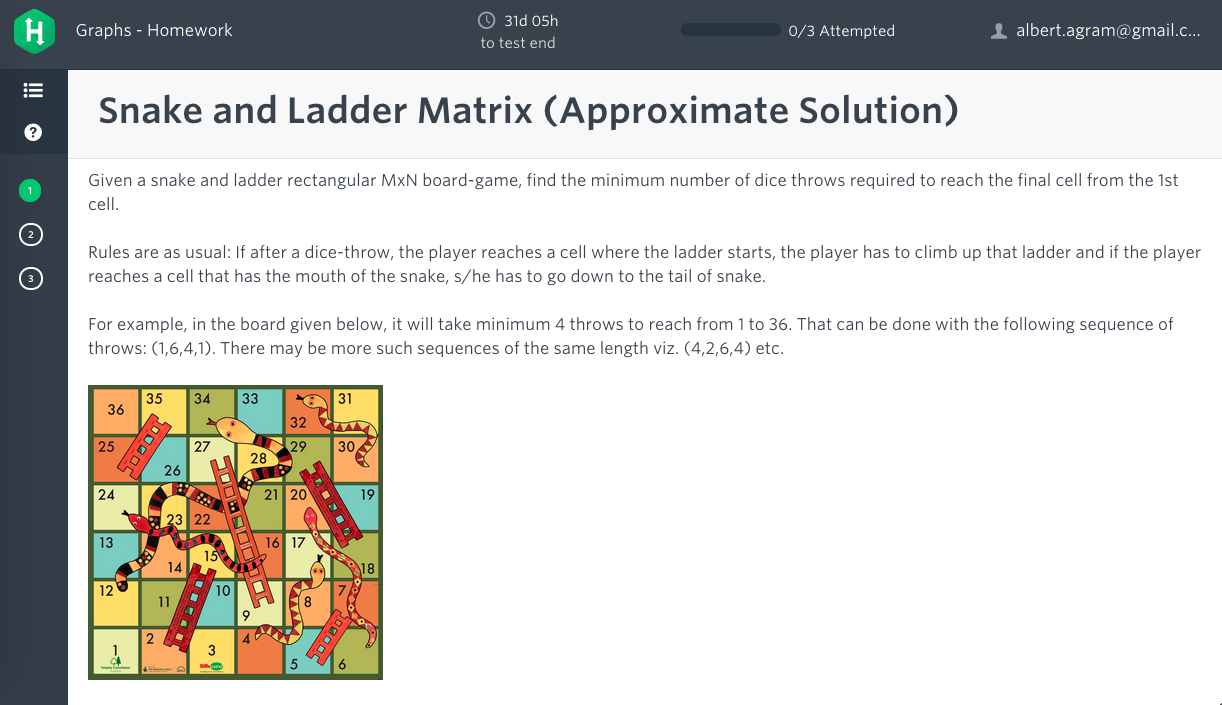 Graphs - Homework
31d 05h
to test end
0/3 Attempted
albert.agram@gmail.c...
Snake and Ladder Matrix (Approximate Solution)
Given a snake and ladder rectangular MxN board-game, find the minimum number of dice throws required to reach the final cell from the 1st
cell.
Rules are as usual: If after a dice-throw, the player reaches a cell where the ladder starts, the player has to climb up that ladder and if the player
reaches a cell that has the mouth of the snake, s/he has to go down to the tail of snake.
For example, in the board given below, it will take minimum 4 throws to reach from 1 to 36. That can be done with the following sequence of
throws: (1,6,4,1). There may be more such sequences of the same length viz. (4,2,6,4) etc.
H
?
1
2
3
36 35 34 33 32 31
25 26 27 28 29 30
24 23 22 21 20 19
13 14 15 16 17 18
12 11 10 9 8 7
1 2 3 4 5 6